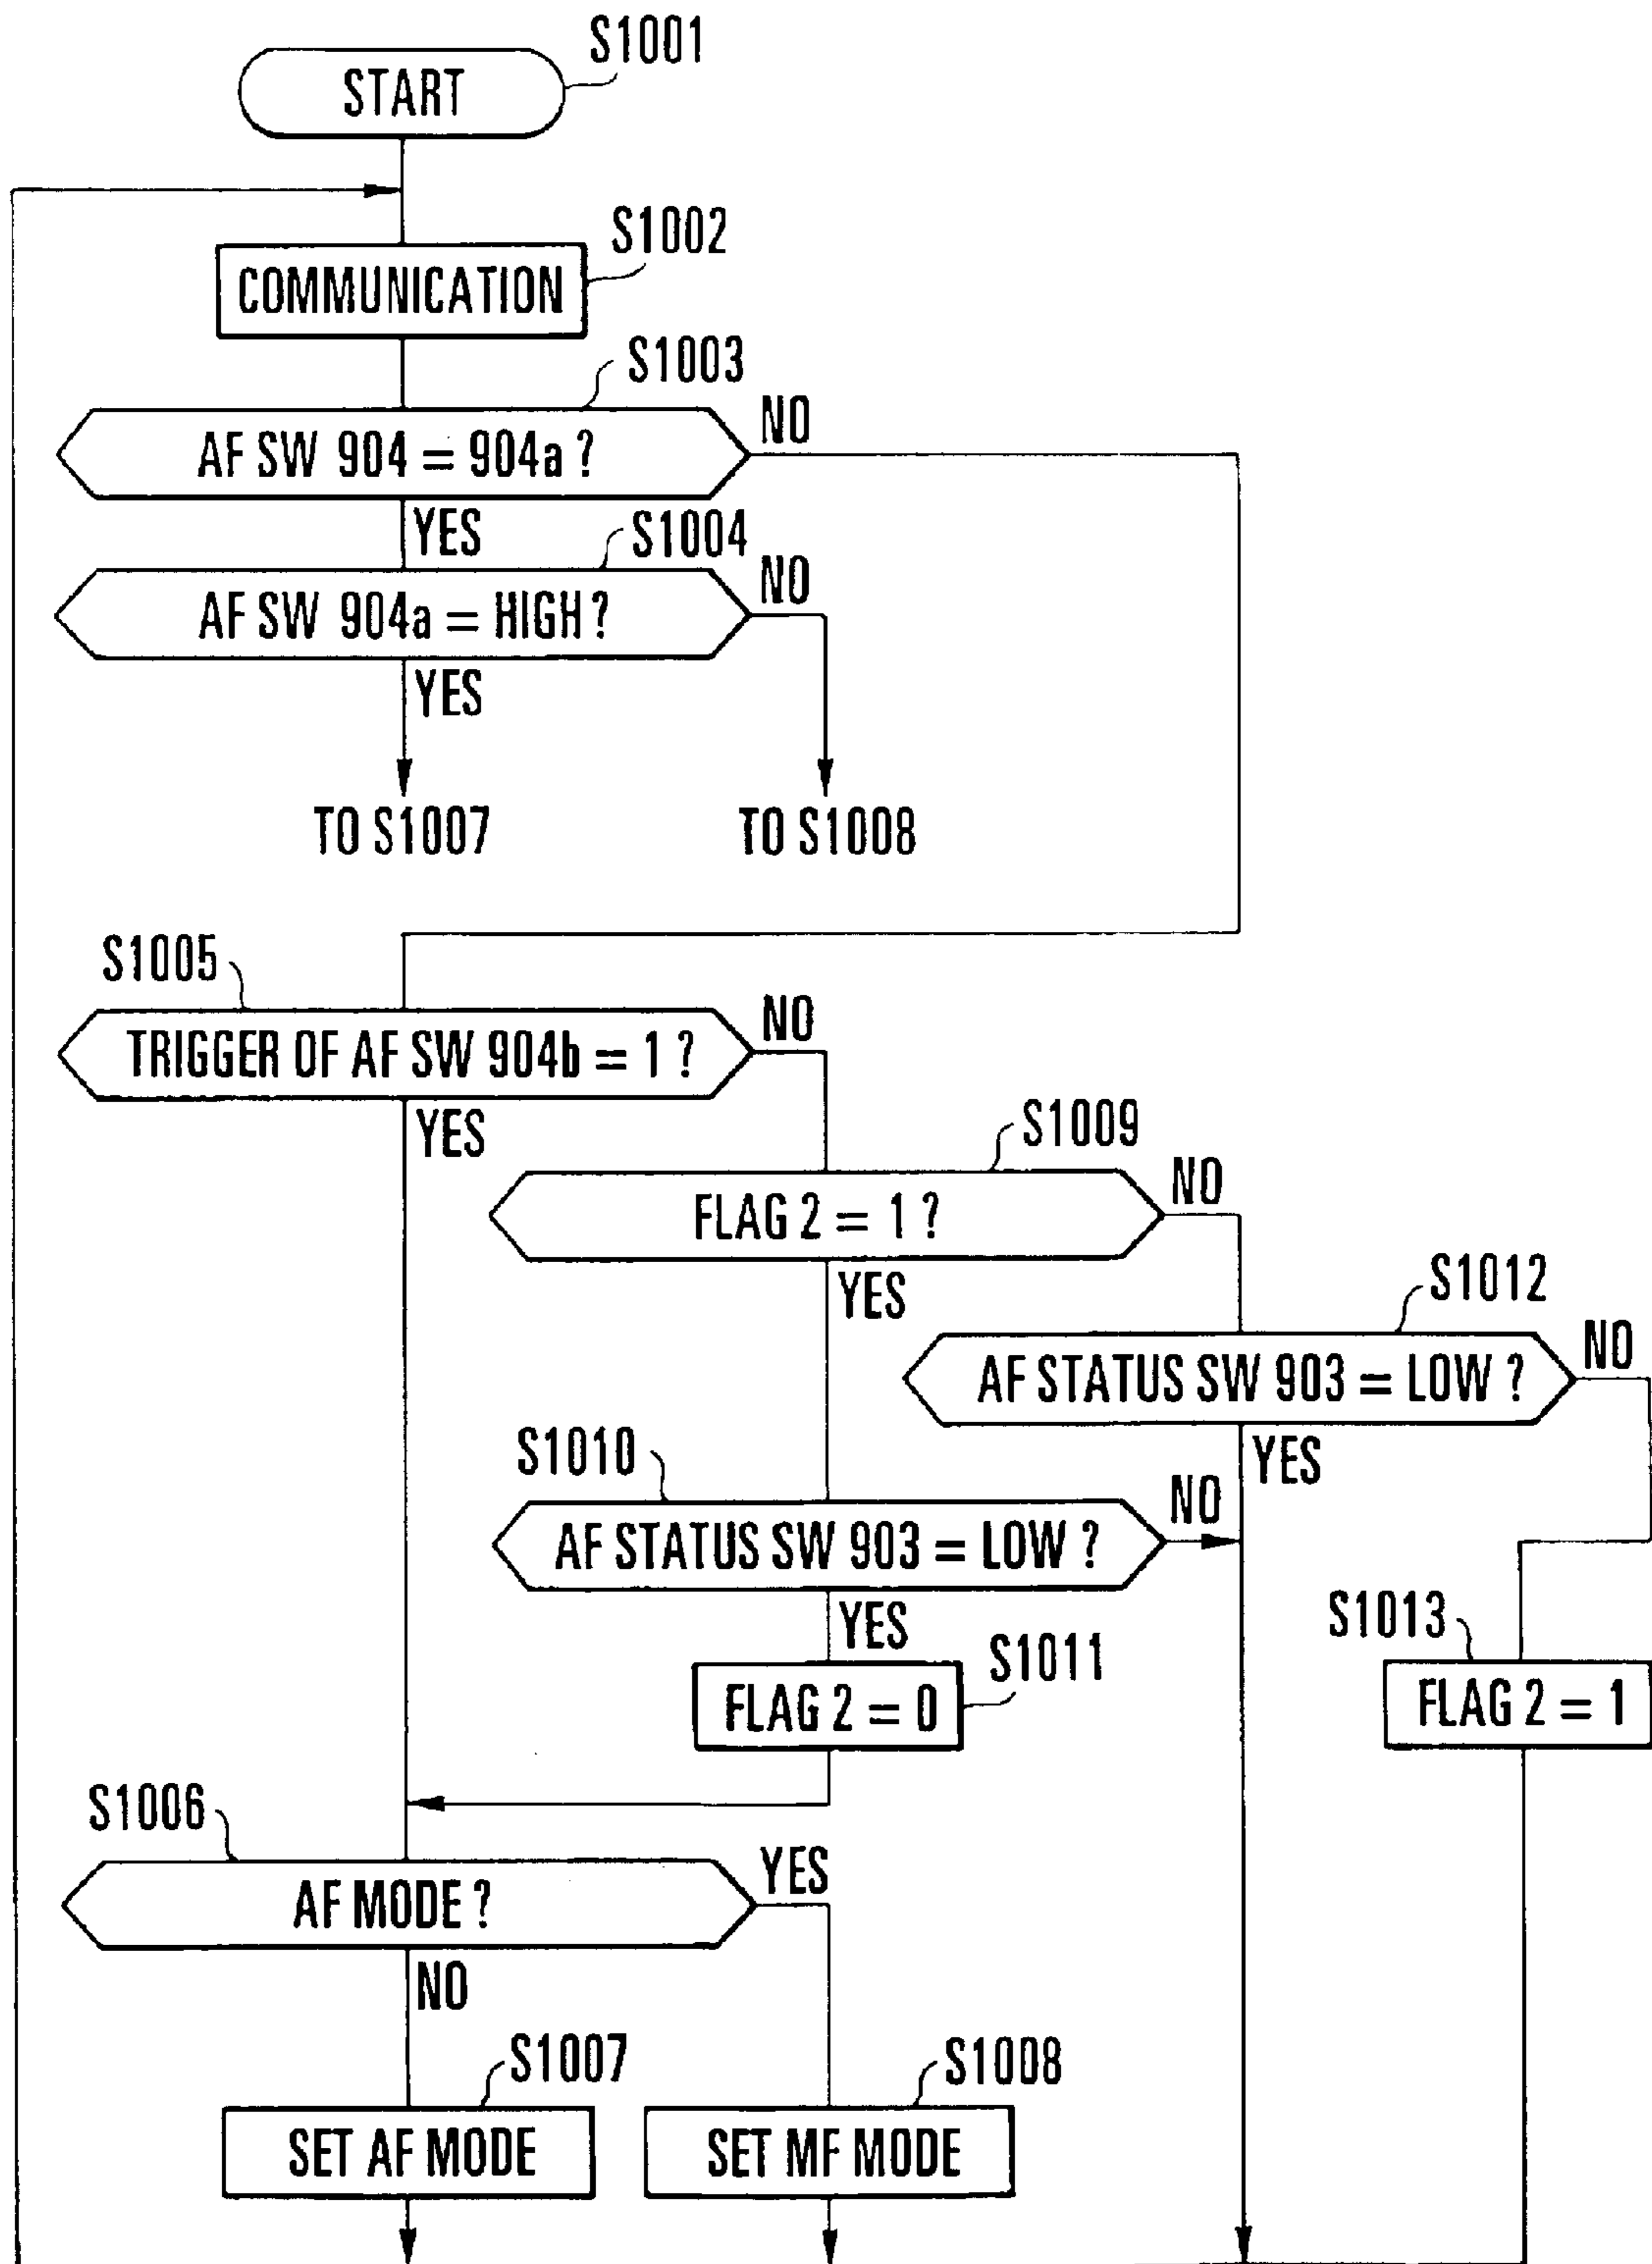 S1001
START
S1002
COMMUNICATION
S1003
AF SW 904 = 904a ?
NO
YES
S1004
AF SW 904a = HIGH ?
NO
YES
TO S1007
TO S1008
S1005
TRIGGER OF AF SW 904b = 1 ?
NO
YES
S1009
FLAG 2 = 1 ?
NO
YES
S1012
AF STATUS SW 903 = LOW ?
NO
YES
S1010
AF STATUS SW 903 = LOW ?
NO
YES
S1011
FLAG 2 = 0
S1013
FLAG 2 = 1
S1006
AF MODE ?
YES
NO
S1007
SET AF MODE
S1008
SET MF MODE